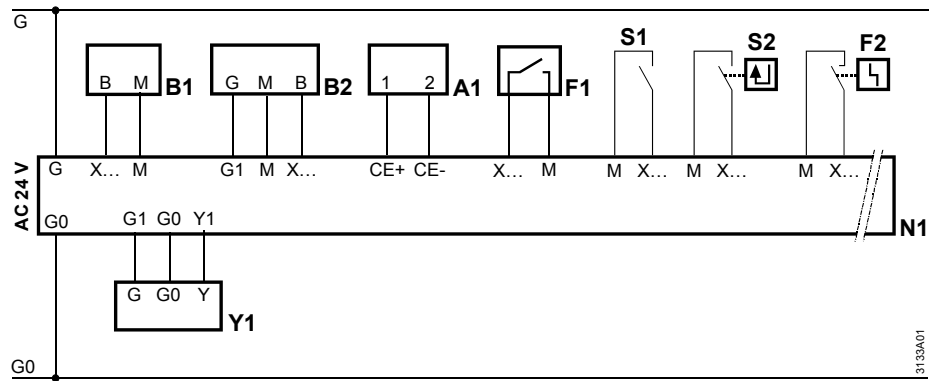 G
S1
S2
F2
B M B1
G M B B2
1 2 A1
F1
AC 24 V
G X... M G1 M X... CE+ CE- X... M M X... M X... M X...
G0 G1 G0 Y1
N1
G G0 Y
Y1
G0
3133A01